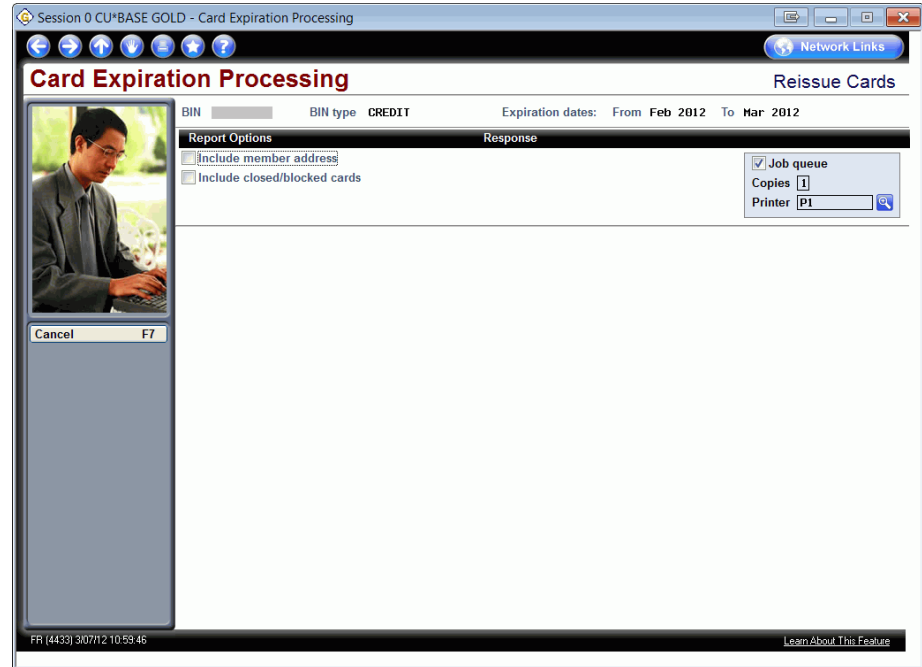 Session 0 CU*BASE GOLD - Card Expiration Processing
Network Links
Card Expiration Processing
Reissue Cards
BIN BIN type CREDIT Expiration dates: From Feb 2012 To Mar 2012
Report Options Response
Include member address
Include closed/blocked cards
Job queue
Copies 1
Printer P1
Cancel F7
FR (4433) 3/07/12 10:59:46
Learn About This Feature